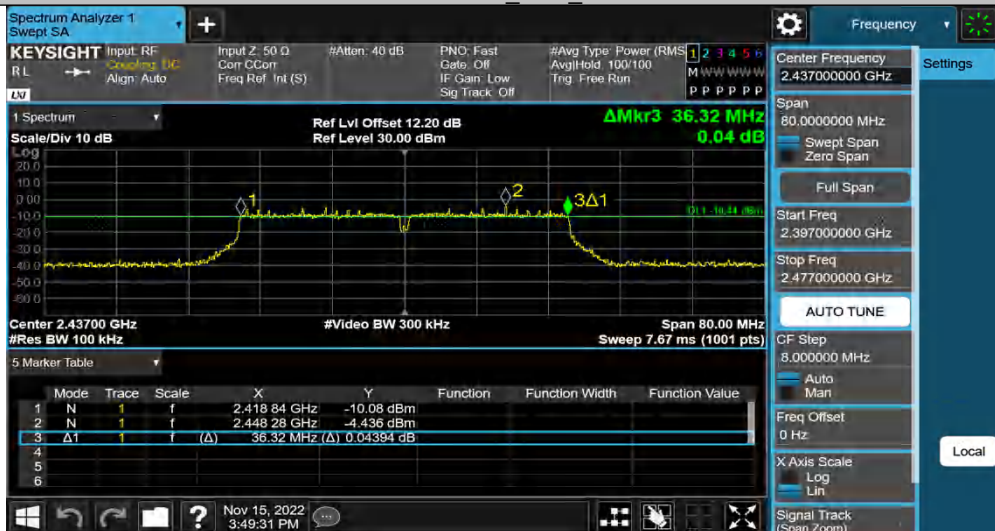 Spectrum Analyzer 1
Swept SA
+
Frequency
KEYSIGHT
RL
LXI
Input: RF
Coupling: DC
Align: Auto
Input Z: 50 Ω
Corr CCorr
Freq Ref: Int (S)
#Atten: 40 dB
PNO: Fast
Gate: Off
IF Gain: Low
Sig Track: Off
#Avg Type: Power (RMS
Avg|Hold: 100/100
Trig: Free Run
1 2 3 4 5 6
M W W W W W
P P P P P P
1 Spectrum
Scale/Div 10 dB
Ref Lvl Offset 12.20 dB
Ref Level 30.00 dBm
ΔMkr3 36.32 MHz
0.04 dB
Log
20.0
10.0
0.00
-10.0
-20.0
-30.0
-40.0
-50.0
-60.0
1
2
3Δ1
DL1 -10.44 dBm
Center 2.43700 GHz
#Res BW 100 kHz
#Video BW 300 kHz
Span 80.00 MHz
Sweep 7.67 ms (1001 pts)
5 Marker Table
Mode Trace Scale X Y Function Function Width Function Value
1 N 1 f 2.418 84 GHz -10.08 dBm
2 N 1 f 2.448 28 GHz -4.436 dBm
3 Δ1 1 f (Δ) 36.32 MHz (Δ) 0.04394 dB
4
5
6
?
Nov 15, 2022
3:49:31 PM
Center Frequency
2.437000000 GHz
Span
80.0000000 MHz
Swept Span
Zero Span
Full Span
Start Freq
2.397000000 GHz
Stop Freq
2.477000000 GHz
AUTO TUNE
CF Step
8.000000 MHz
Auto
Man
Freq Offset
0 Hz
X Axis Scale
Log
Lin
Signal Track
(Span Zoom)
Settings
Local